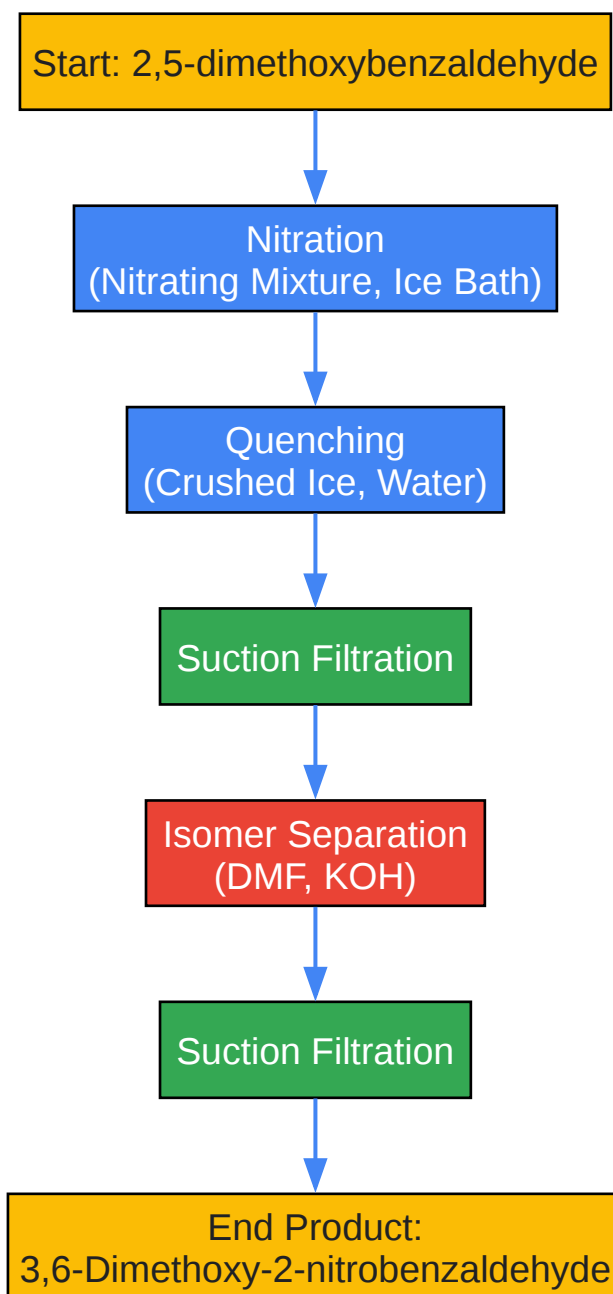 Start: 2,5-dimethoxybenzaldehyde
Nitration
(Nitrating Mixture, Ice Bath)
Quenching
(Crushed Ice, Water)
Suction Filtration
Isomer Separation
(DMF, KOH)
Suction Filtration
End Product:
3,6-Dimethoxy-2-nitrobenzaldehyde